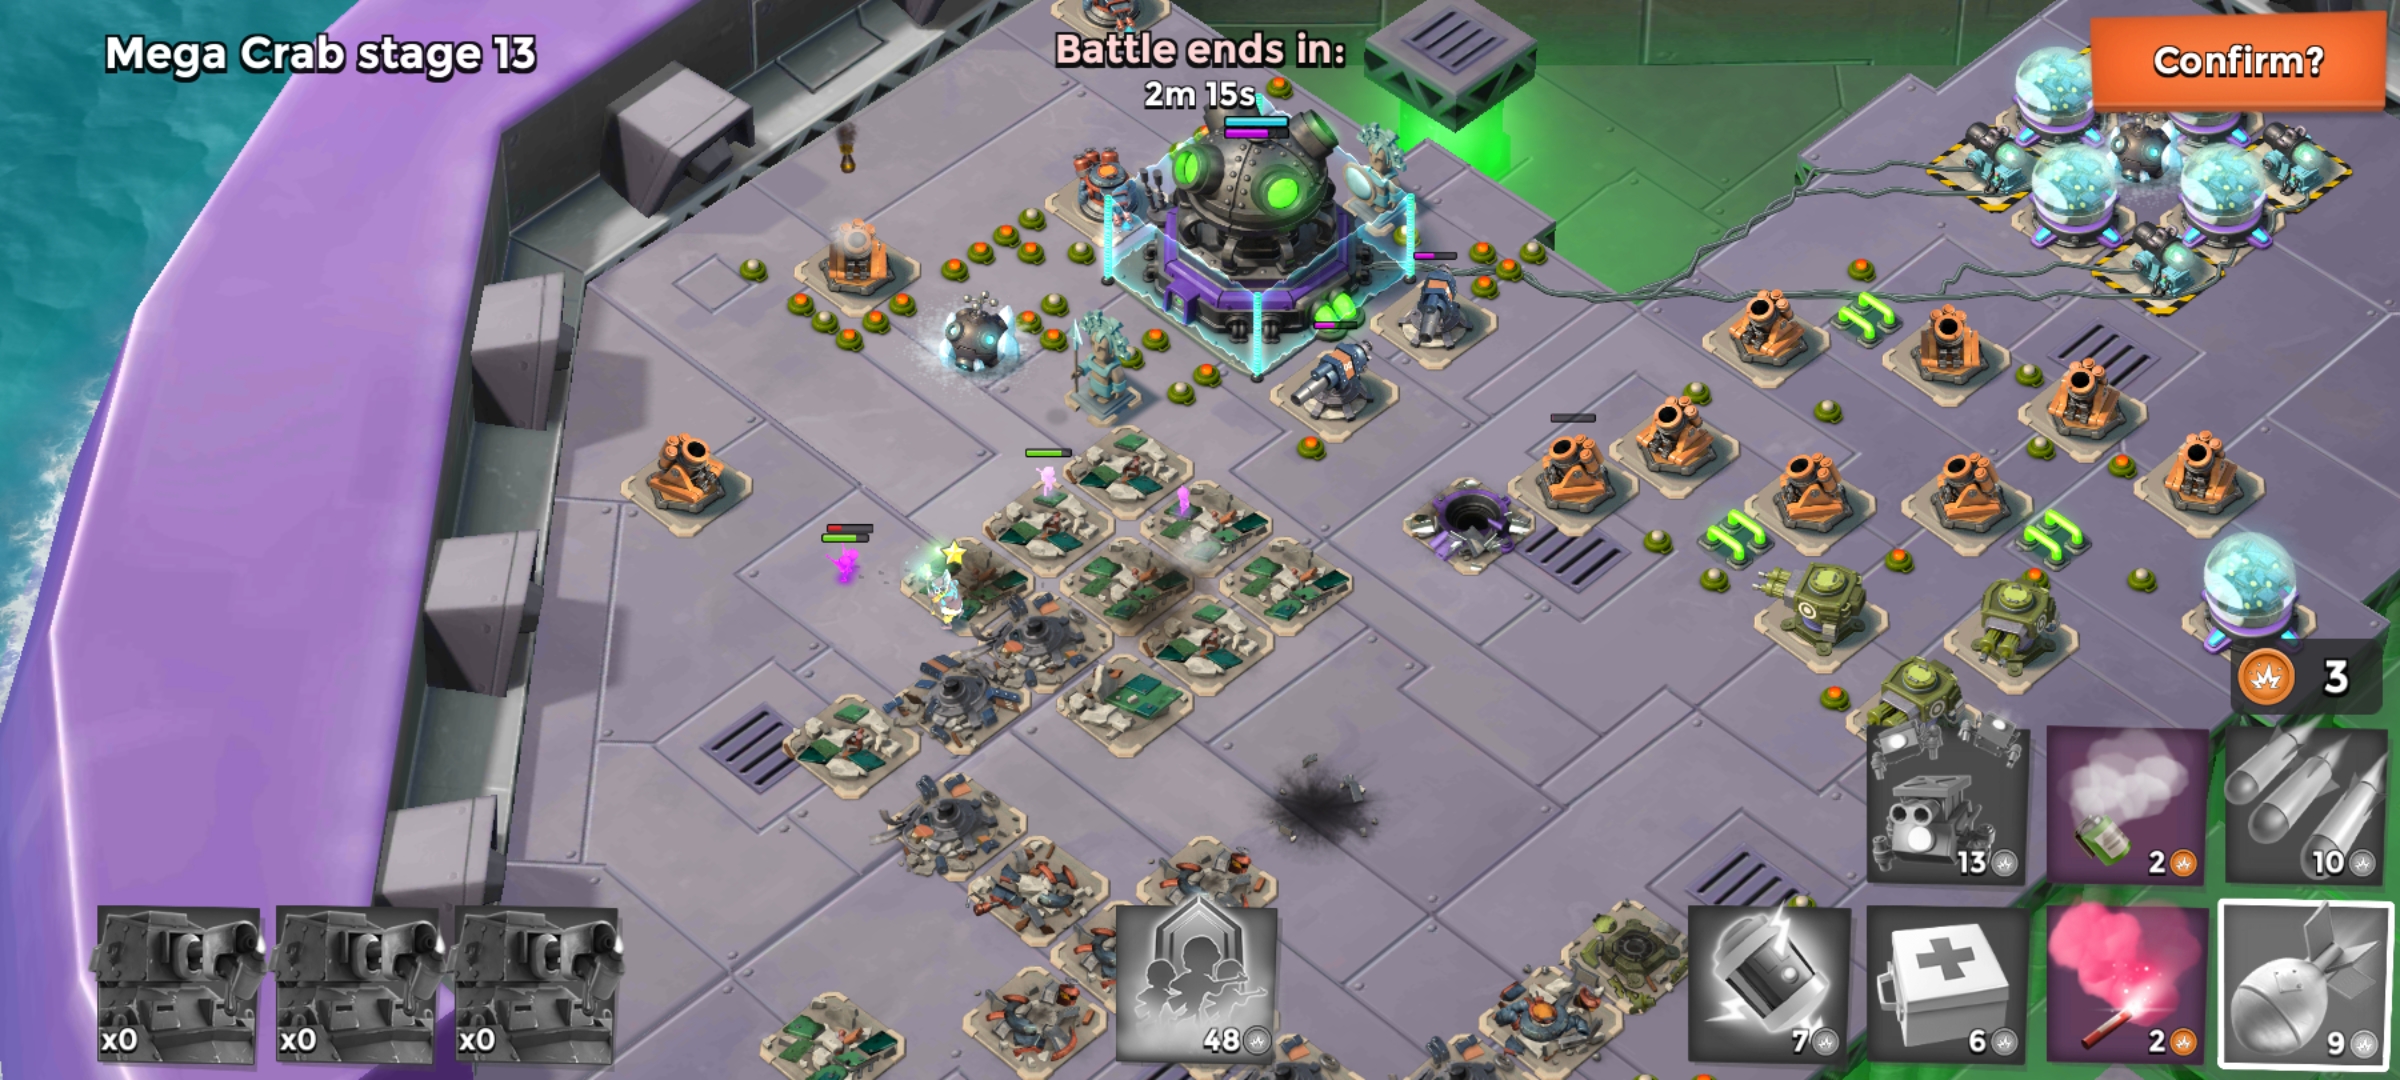 Mega Crab stage 13
Battle ends in:
2m 15s
Confirm?
3
13
2
10
x0
x0
x0
48
7
6
2
9